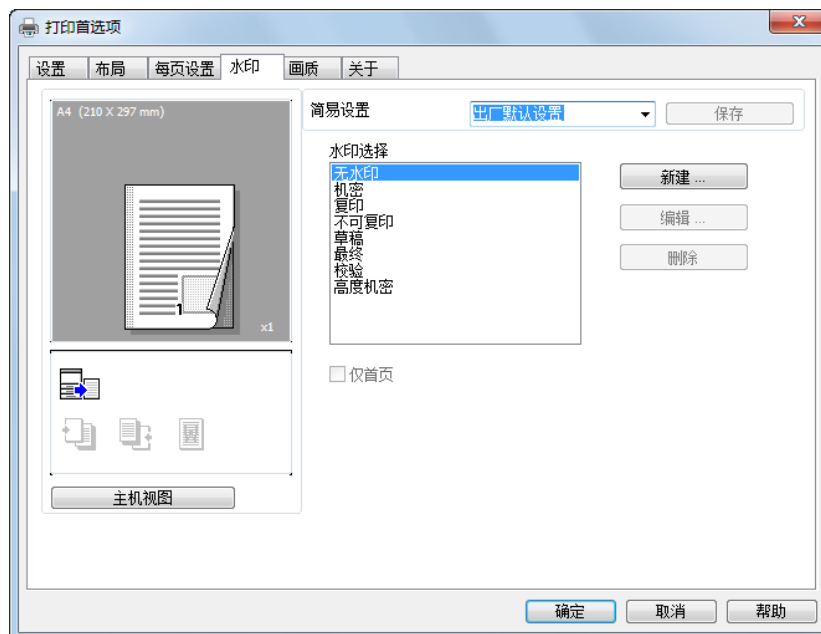 打印首选项
设置 布局 每页设置 水印 画质 关于
A4 (210 X 297 mm)
1
x1
主机视图
简易设置 出厂默认设置 保存
水印选择
无水印
机密
复印
不可复印
草稿
最终
校验
高度机密
新建 ...
编辑 ...
删除
仅首页
确定 取消 帮助